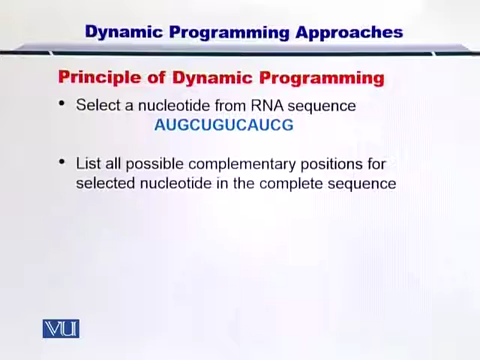 Dynamic Programming Approaches
Principle of Dynamic Programming
• Select a nucleotide from RNA sequence
AUGCUGUCAUCG
• List all possible complementary positions for
selected nucleotide in the complete sequence
VU